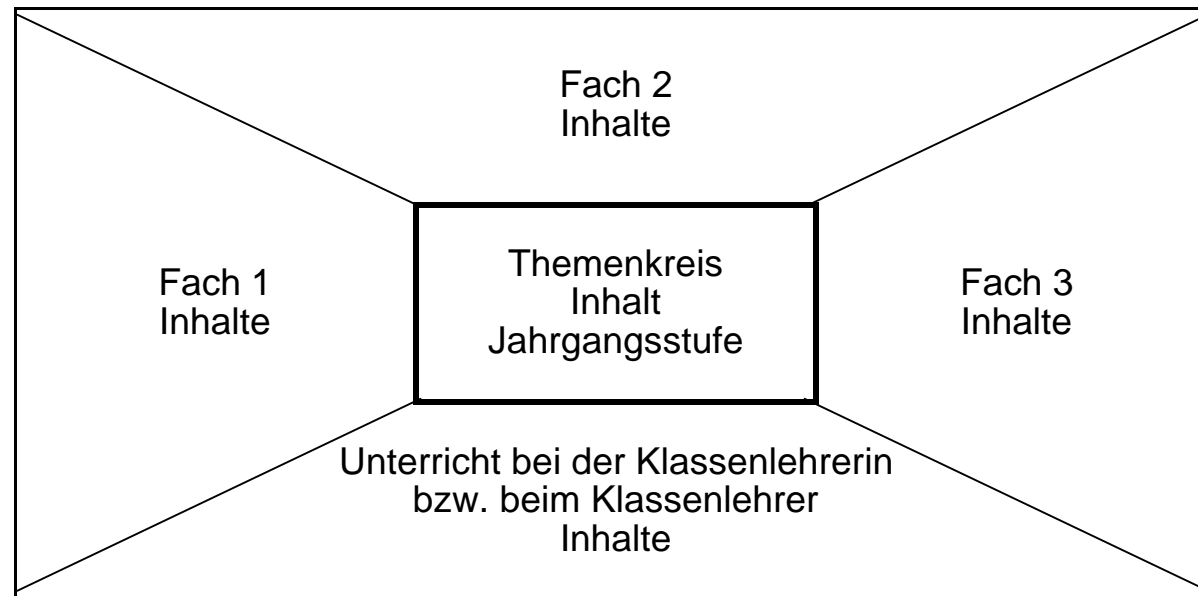 Fach 2
Inhalte
Fach 1
Inhalte
Themenkreis
Inhalt
Jahrgangsstufe
Fach 3
Inhalte
Unterricht bei der Klassenlehrerin
bzw. beim Klassenlehrer
Inhalte